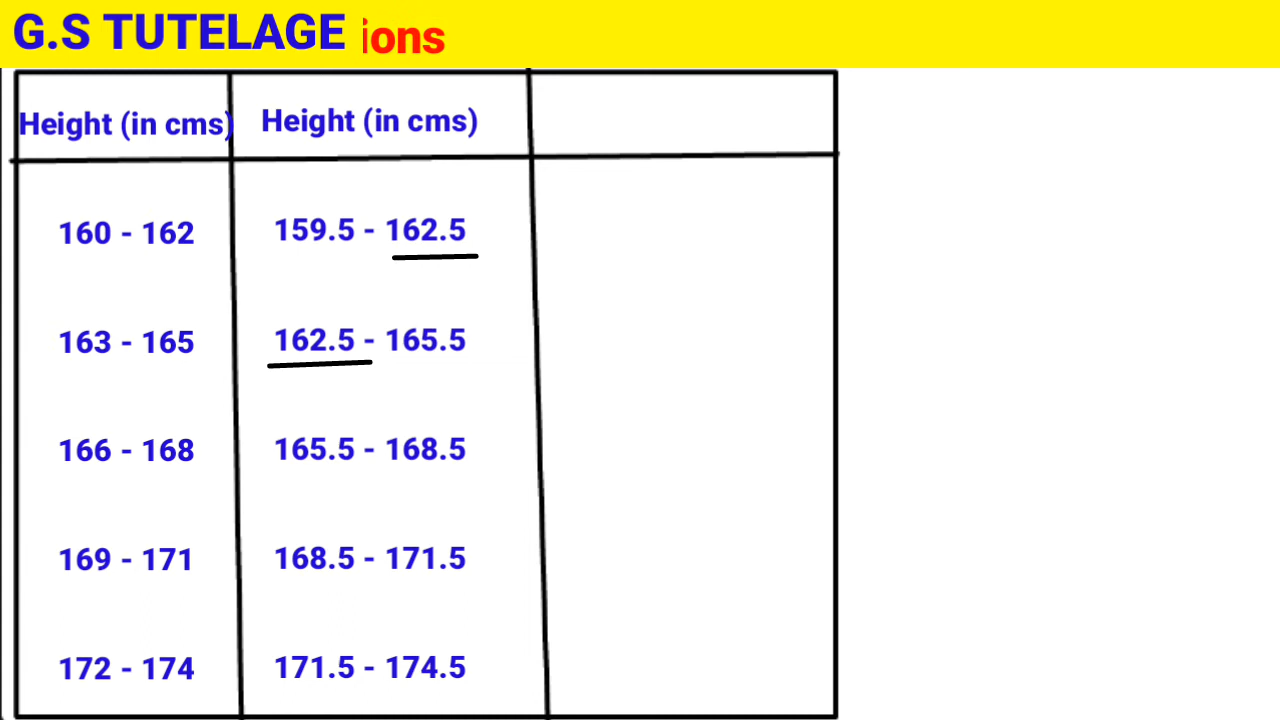 G.S TUTELAGE ions
Height (in cms) Height (in cms)
160 - 162 159.5 - 162.5
163 - 165 162.5 - 165.5
166 - 168 165.5 - 168.5
169 - 171 168.5 - 171.5
172 - 174 171.5 - 174.5